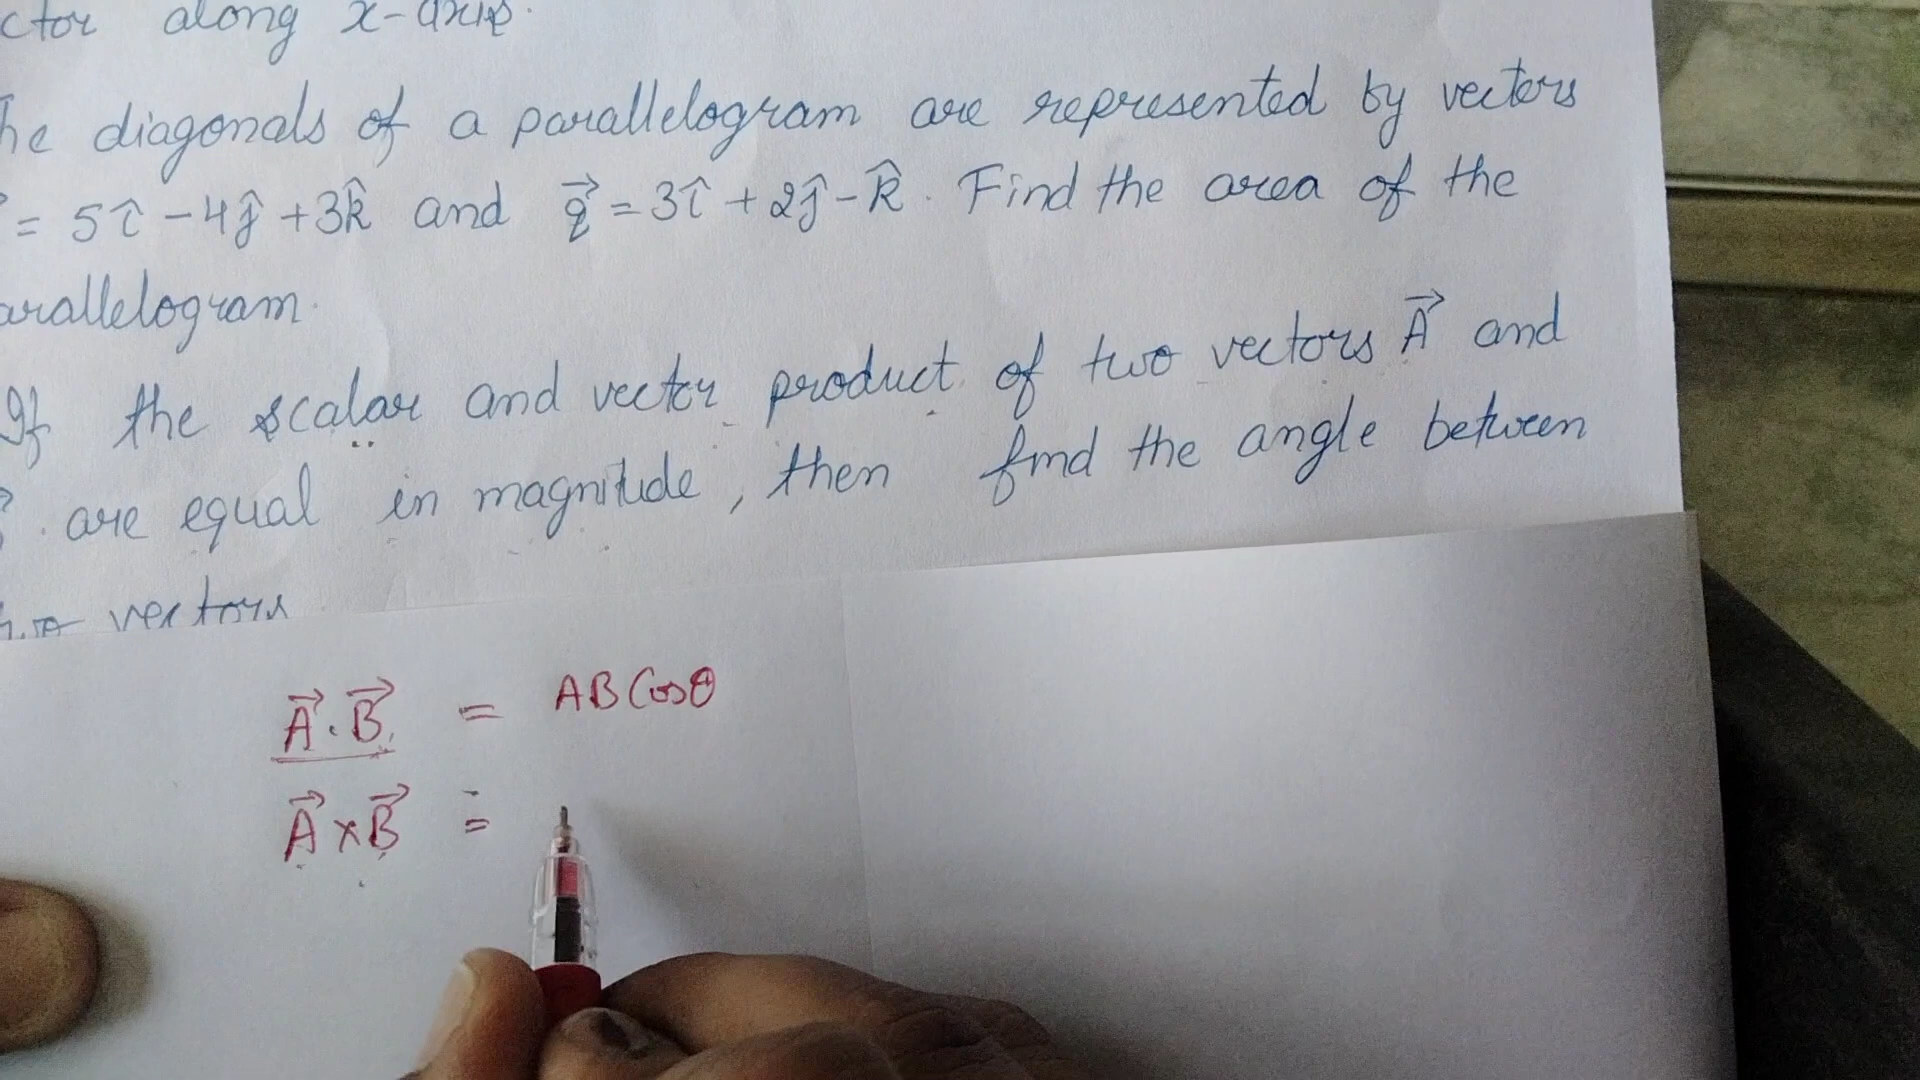 ctor along x-axis.
he diagonals of a parallelogram are represented by vectors
= 5î - 4ĵ + 3k̂ and q⃗ = 3î + 2ĵ - k̂. Find the area of the
arallelogram.
If the scalar and vector product of two vectors A⃗ and
are equal in magnitude, then find the angle between
vectors
A⃗ . B⃗ = AB Cosθ
A⃗ × B⃗ =